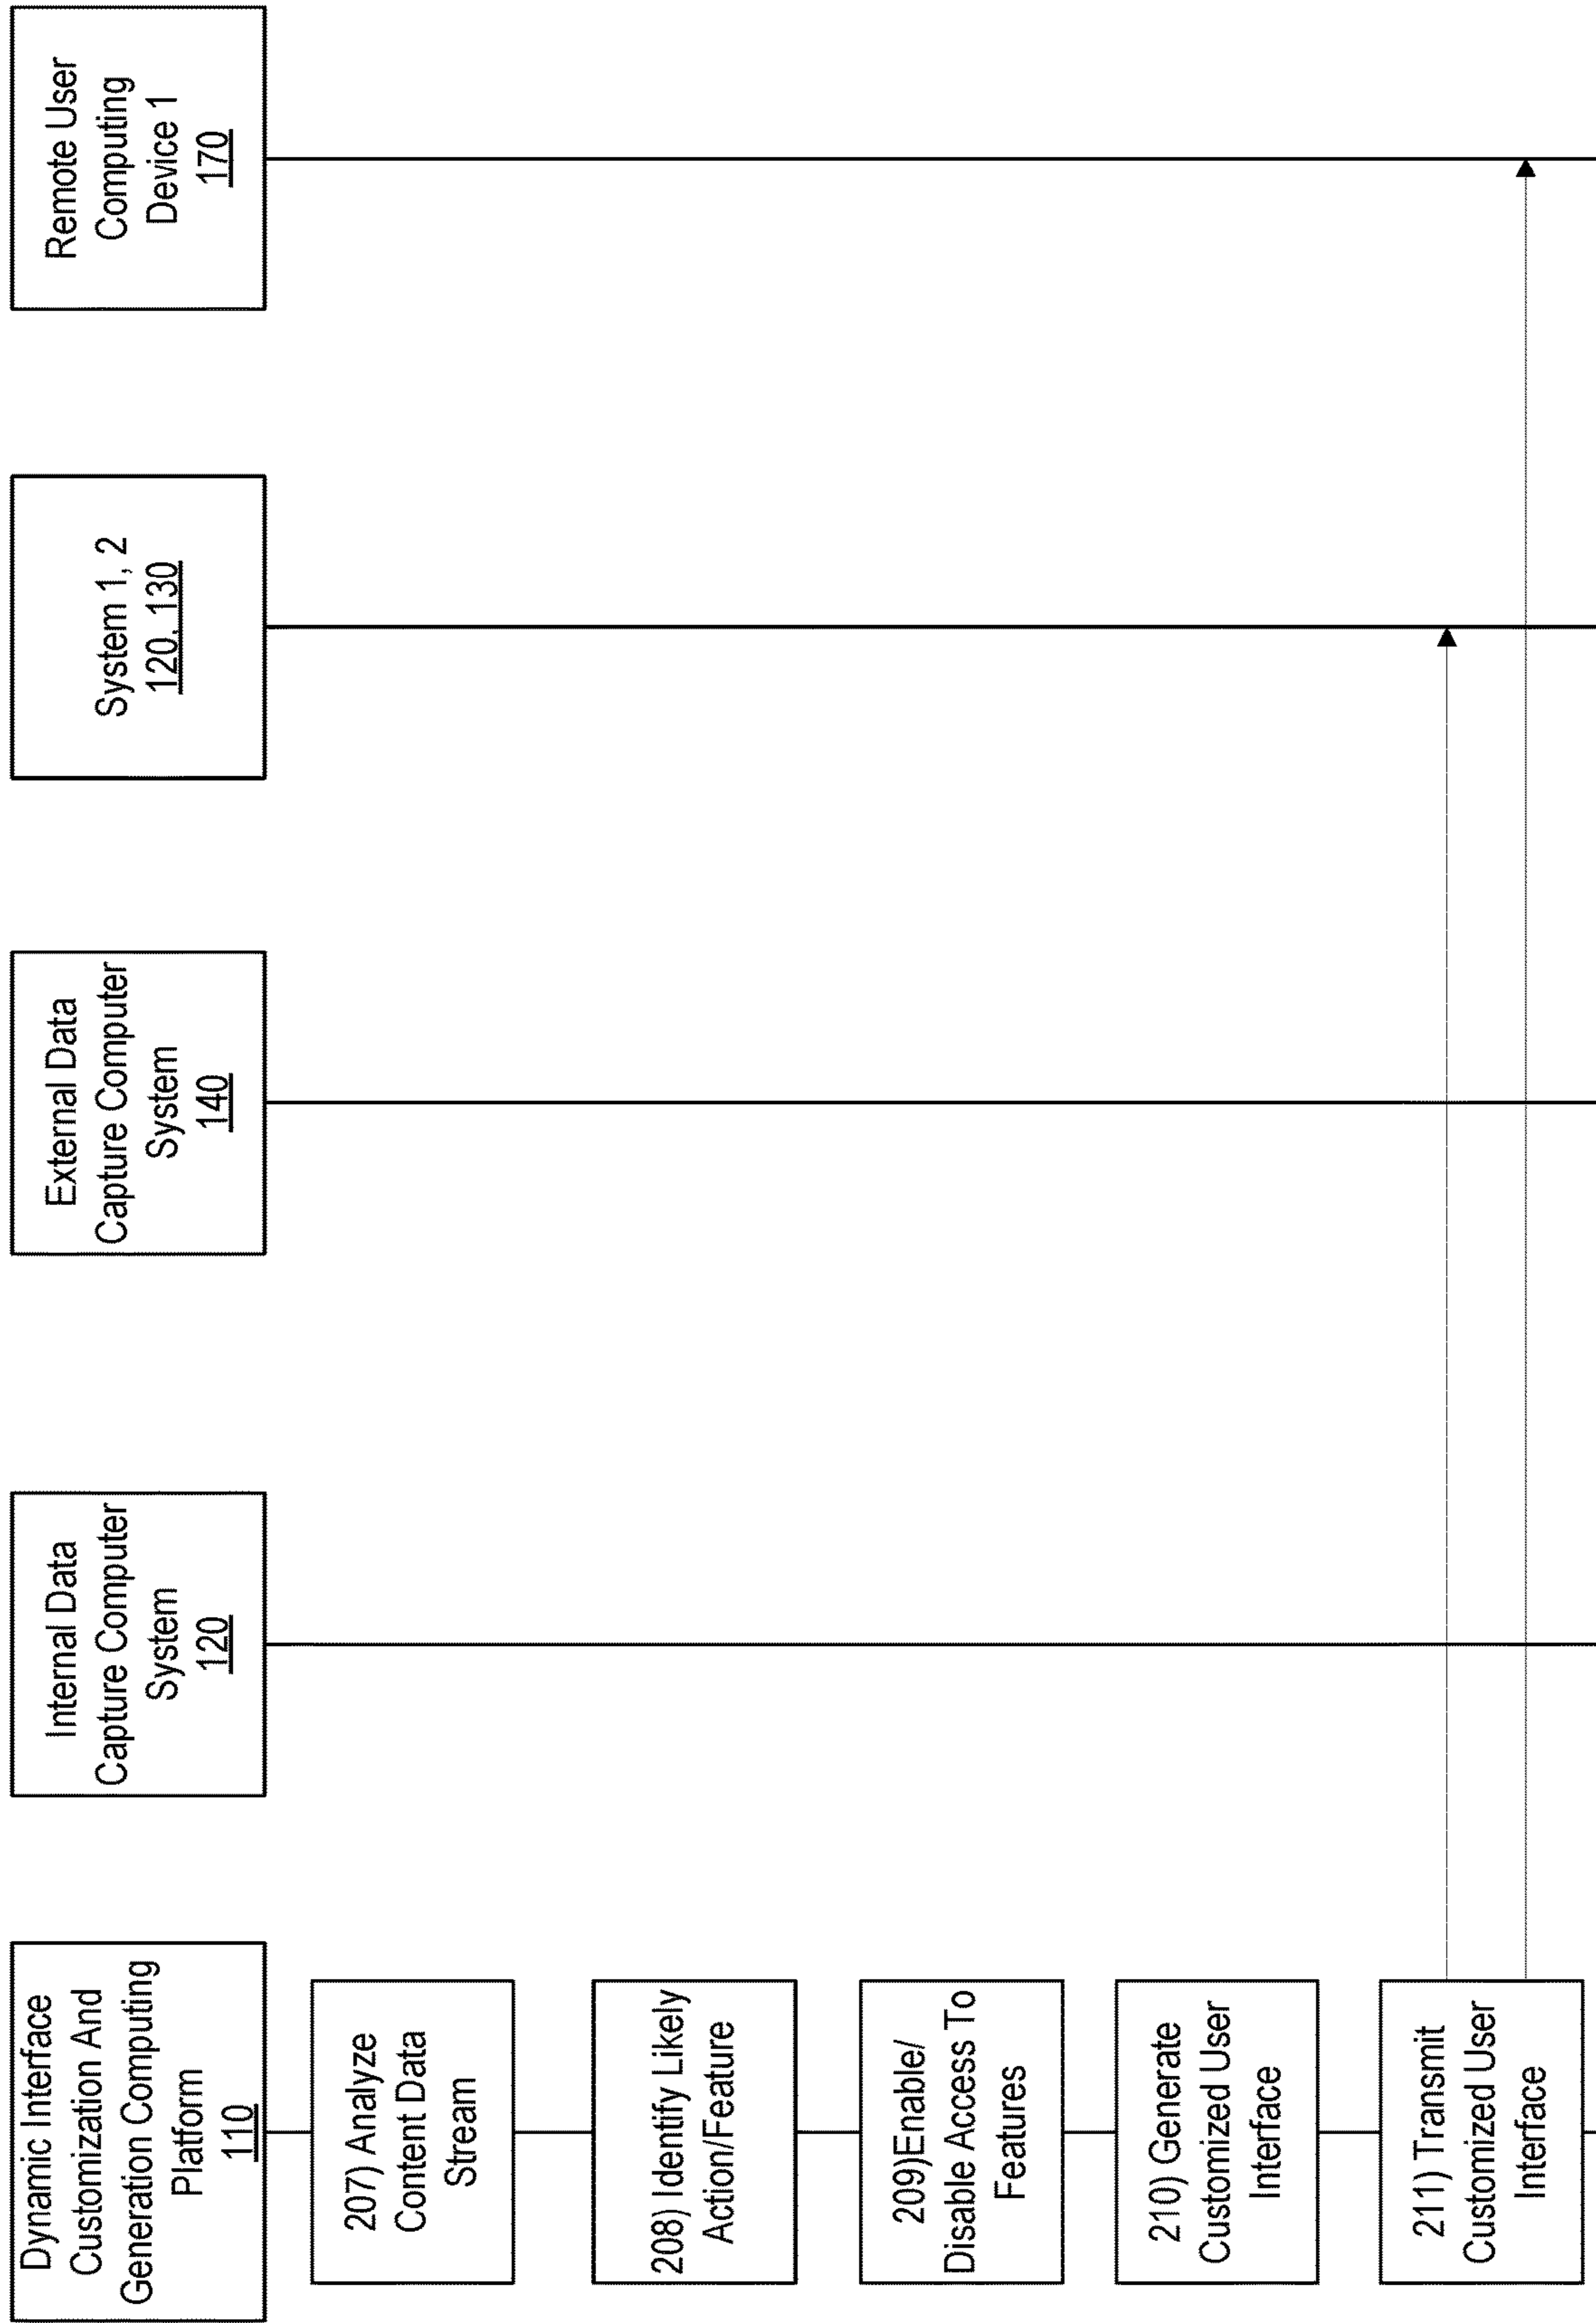 Dynamic Interface
Customization And
Generation Computing
Platform
110
Internal Data
Capture Computer
System
120
External Data
Capture Computer
System
140
System 1, 2
120, 130
Remote User
Computing
Device 1
170
207) Analyze
Content Data
Stream
208) Identify Likely
Action/Feature
209)Enable/
Disable Access To
Features
210) Generate
Customized User
Interface
211) Transmit
Customized User
Interface